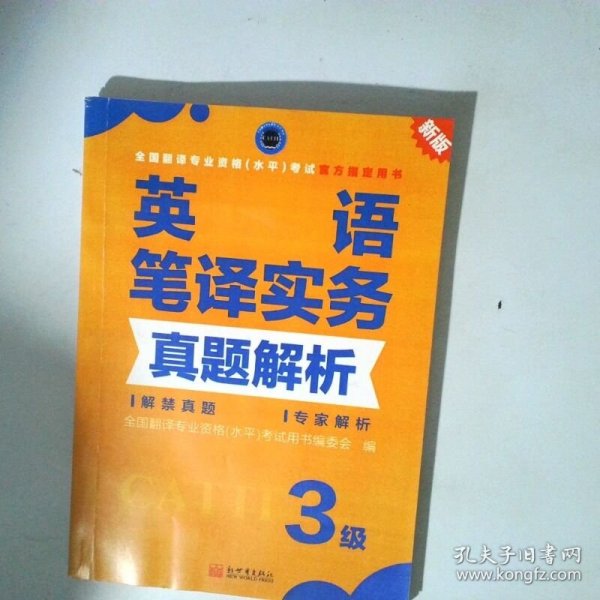 新版
CATTI
全国翻译专业资格(水平)考试官方指定用书
英 语
笔译实务
真题解析
解禁真题 专家解析
全国翻译专业资格(水平)考试用书编委会 编
CATTI
3级
新世界出版社
NEW WORLD PRESS
孔夫子旧书网
www.kongfz.com